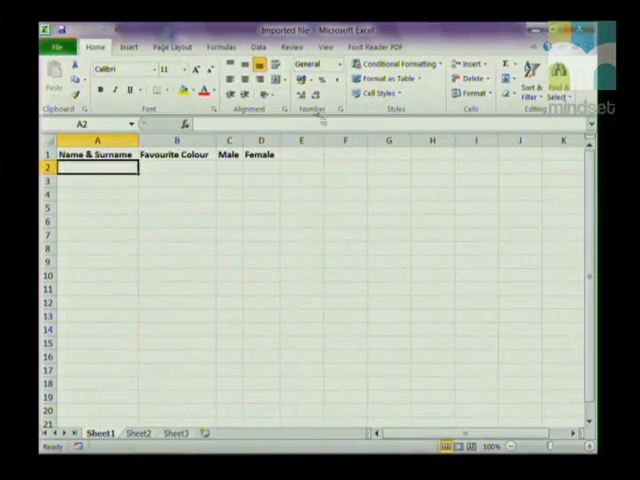 Imported file - Microsoft Excel
File Home Insert Page Layout Formulas Data Review View Foxit Reader PDF
Paste
Calibri 11 A A
General
B I U A
% ,
Conditional Formatting
Format as Table
Cell Styles
Insert
Delete
Format
Σ
Sort & Filter
Find & Select
Clipboard Font Alignment Number Styles Cells Editing
mindset
A2 fx
A B C D E F G H I J K
1 Name & Surname Favourite Colour Male Female
2
3
4
5
6
7
8
9
10
11
12
13
14
15
16
17
18
19
20
21
Sheet1 Sheet2 Sheet3
Ready 100%